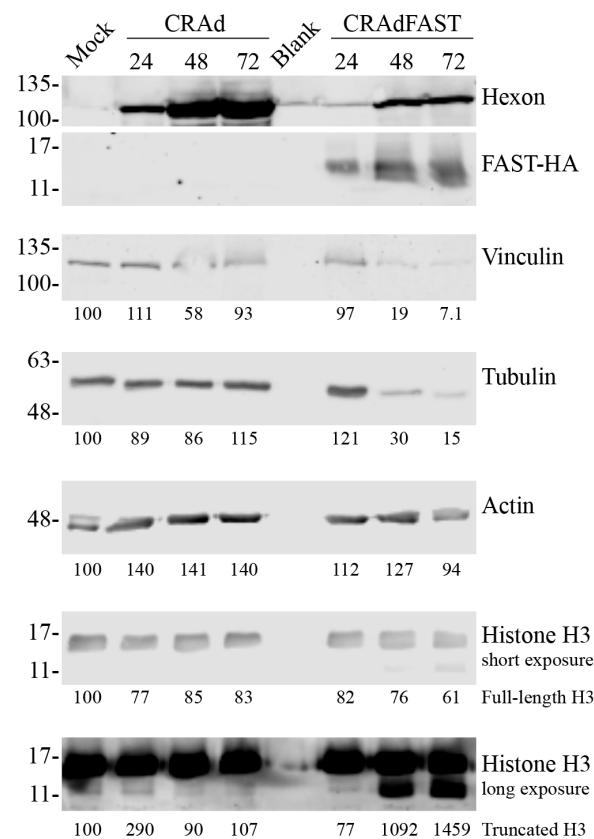 Mock CRAd Blank CRAdFAST
24 48 72 24 48 72
135-
100-
Hexon
17-
11-
FAST-HA
135-
100-
Vinculin
100 111 58 93 97 19 7.1
63-
48-
Tubulin
100 89 86 115 121 30 15
48-
Actin
100 140 141 140 112 127 94
17-
11-
Histone H3
short exposure
100 77 85 83 82 76 61 Full-length H3
17-
11-
Histone H3
long exposure
100 290 90 107 77 1092 1459 Truncated H3